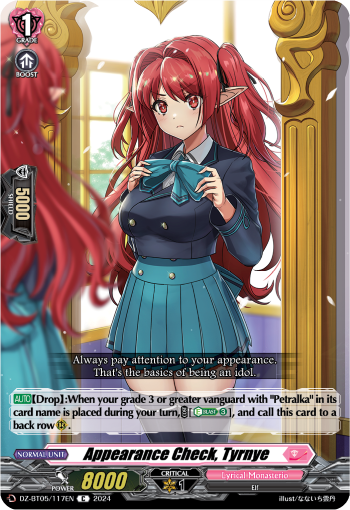 1
GRADE
BOOST
5000
SHIELD
Always pay attention to your appearance.
That's the basics of being an idol.
AUTO【Drop】:When your grade 3 or greater vanguard with "Petralka" in its
card name is placed during your turn, [BLAST 3], and call this card to a
back row.
NORMAL UNIT
Appearance Check, Tyrnye
Lyrical Monasterio
POWER 8000 CRITICAL 1
Elf
DZ-BT05/117EN C 2024
illust/なないち雲丹